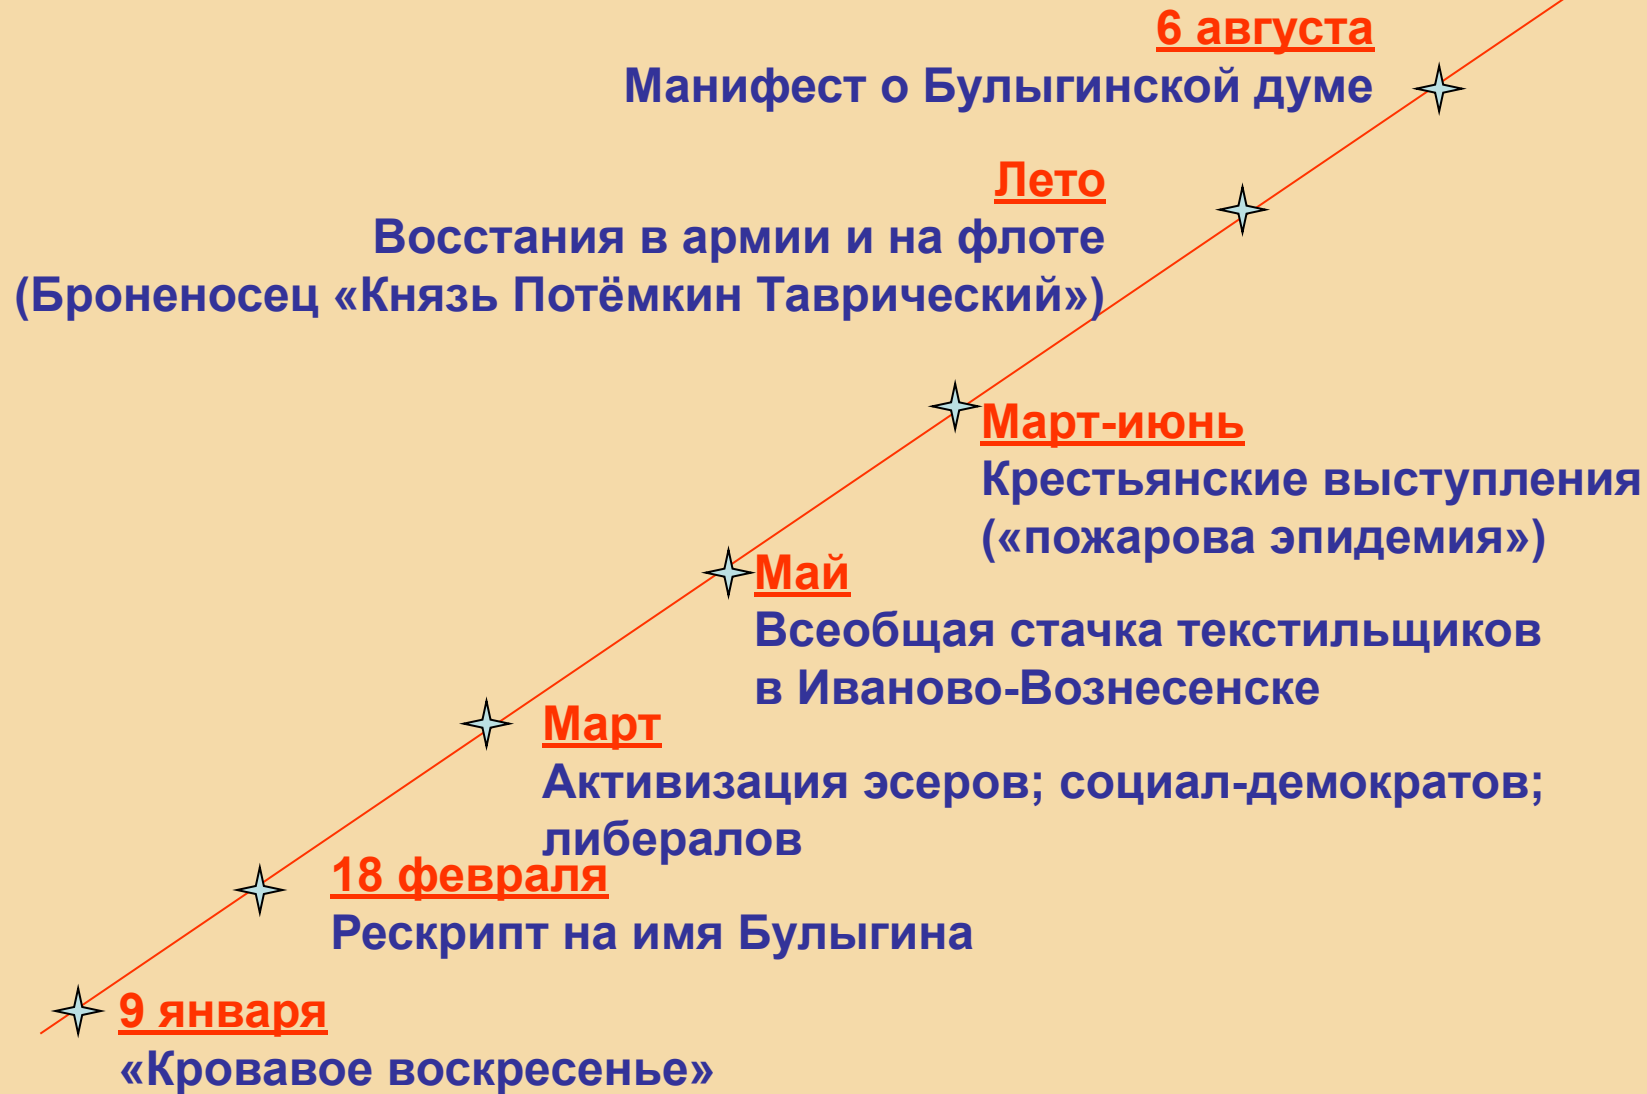 6 августа
Манифест о Булыгинской думе
Лето
Восстания в армии и на флоте
(Броненосец «Князь Потёмкин Таврический»)
Март-июнь
Крестьянские выступления
(«пожарова эпидемия»)
Май
Всеобщая стачка текстильщиков
в Иваново-Вознесенске
Март
Активизация эсеров; социал-демократов;
либералов
18 февраля
Рескрипт на имя Булыгина
9 января
«Кровавое воскресенье»